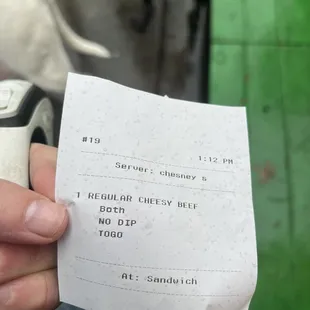 #19
1:12 PM
Server: chesney s
1 REGULAR CHEESY BEEF
Both
NO DIP
TOGO
At: Sandwich